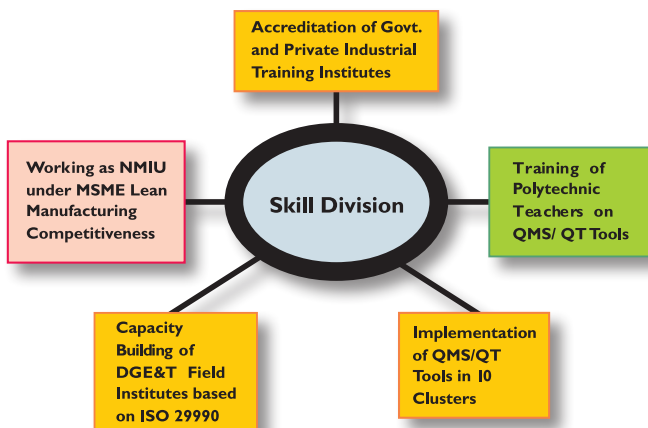 Accreditation of Govt.
and Private Industrial
Training Institutes
Working as NMIU
under MSME Lean
Manufacturing
Competitiveness
Skill Division
Training of
Polytechnic
Teachers on
QMS/ QT Tools
Capacity
Building of
DGE&T Field
Institutes based
on ISO 29990
Implementation
of QMS/QT
Tools in 10
Clusters